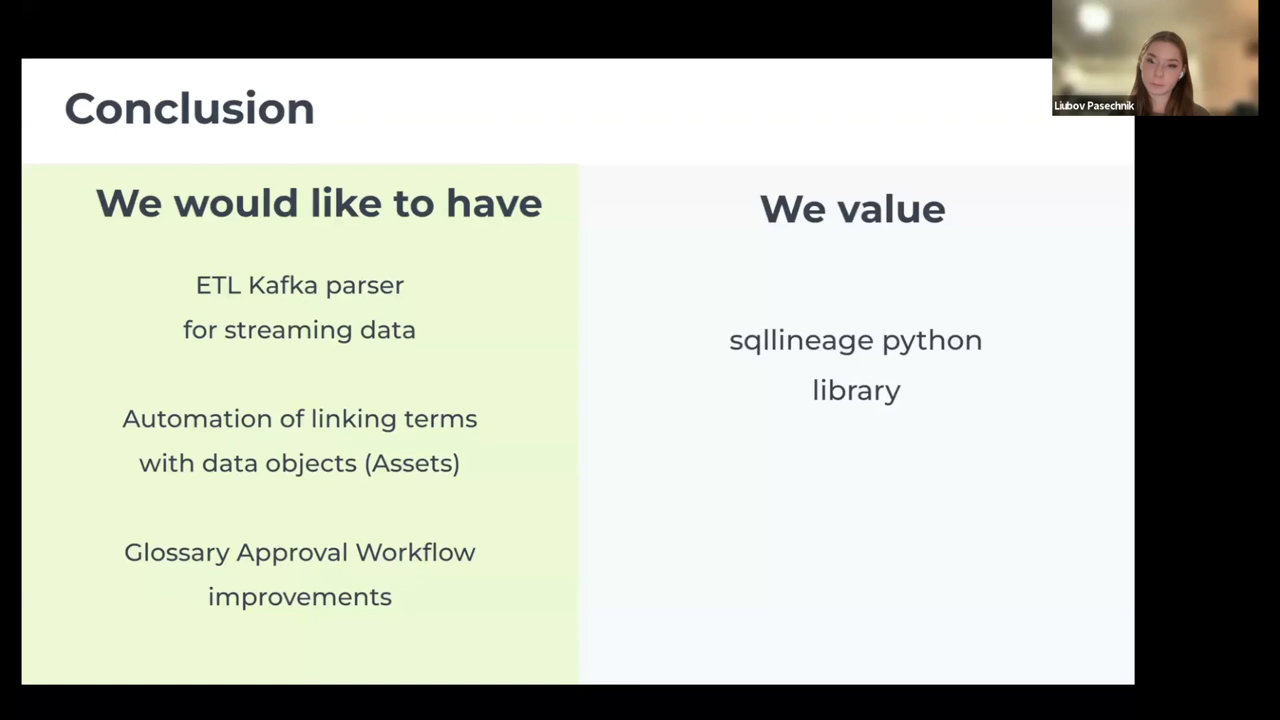 Conclusion
We would like to have
ETL Kafka parser
for streaming data
Automation of linking terms
with data objects (Assets)
Glossary Approval Workflow
improvements
We value
sqllineage python
library
Liubov Pasechnik